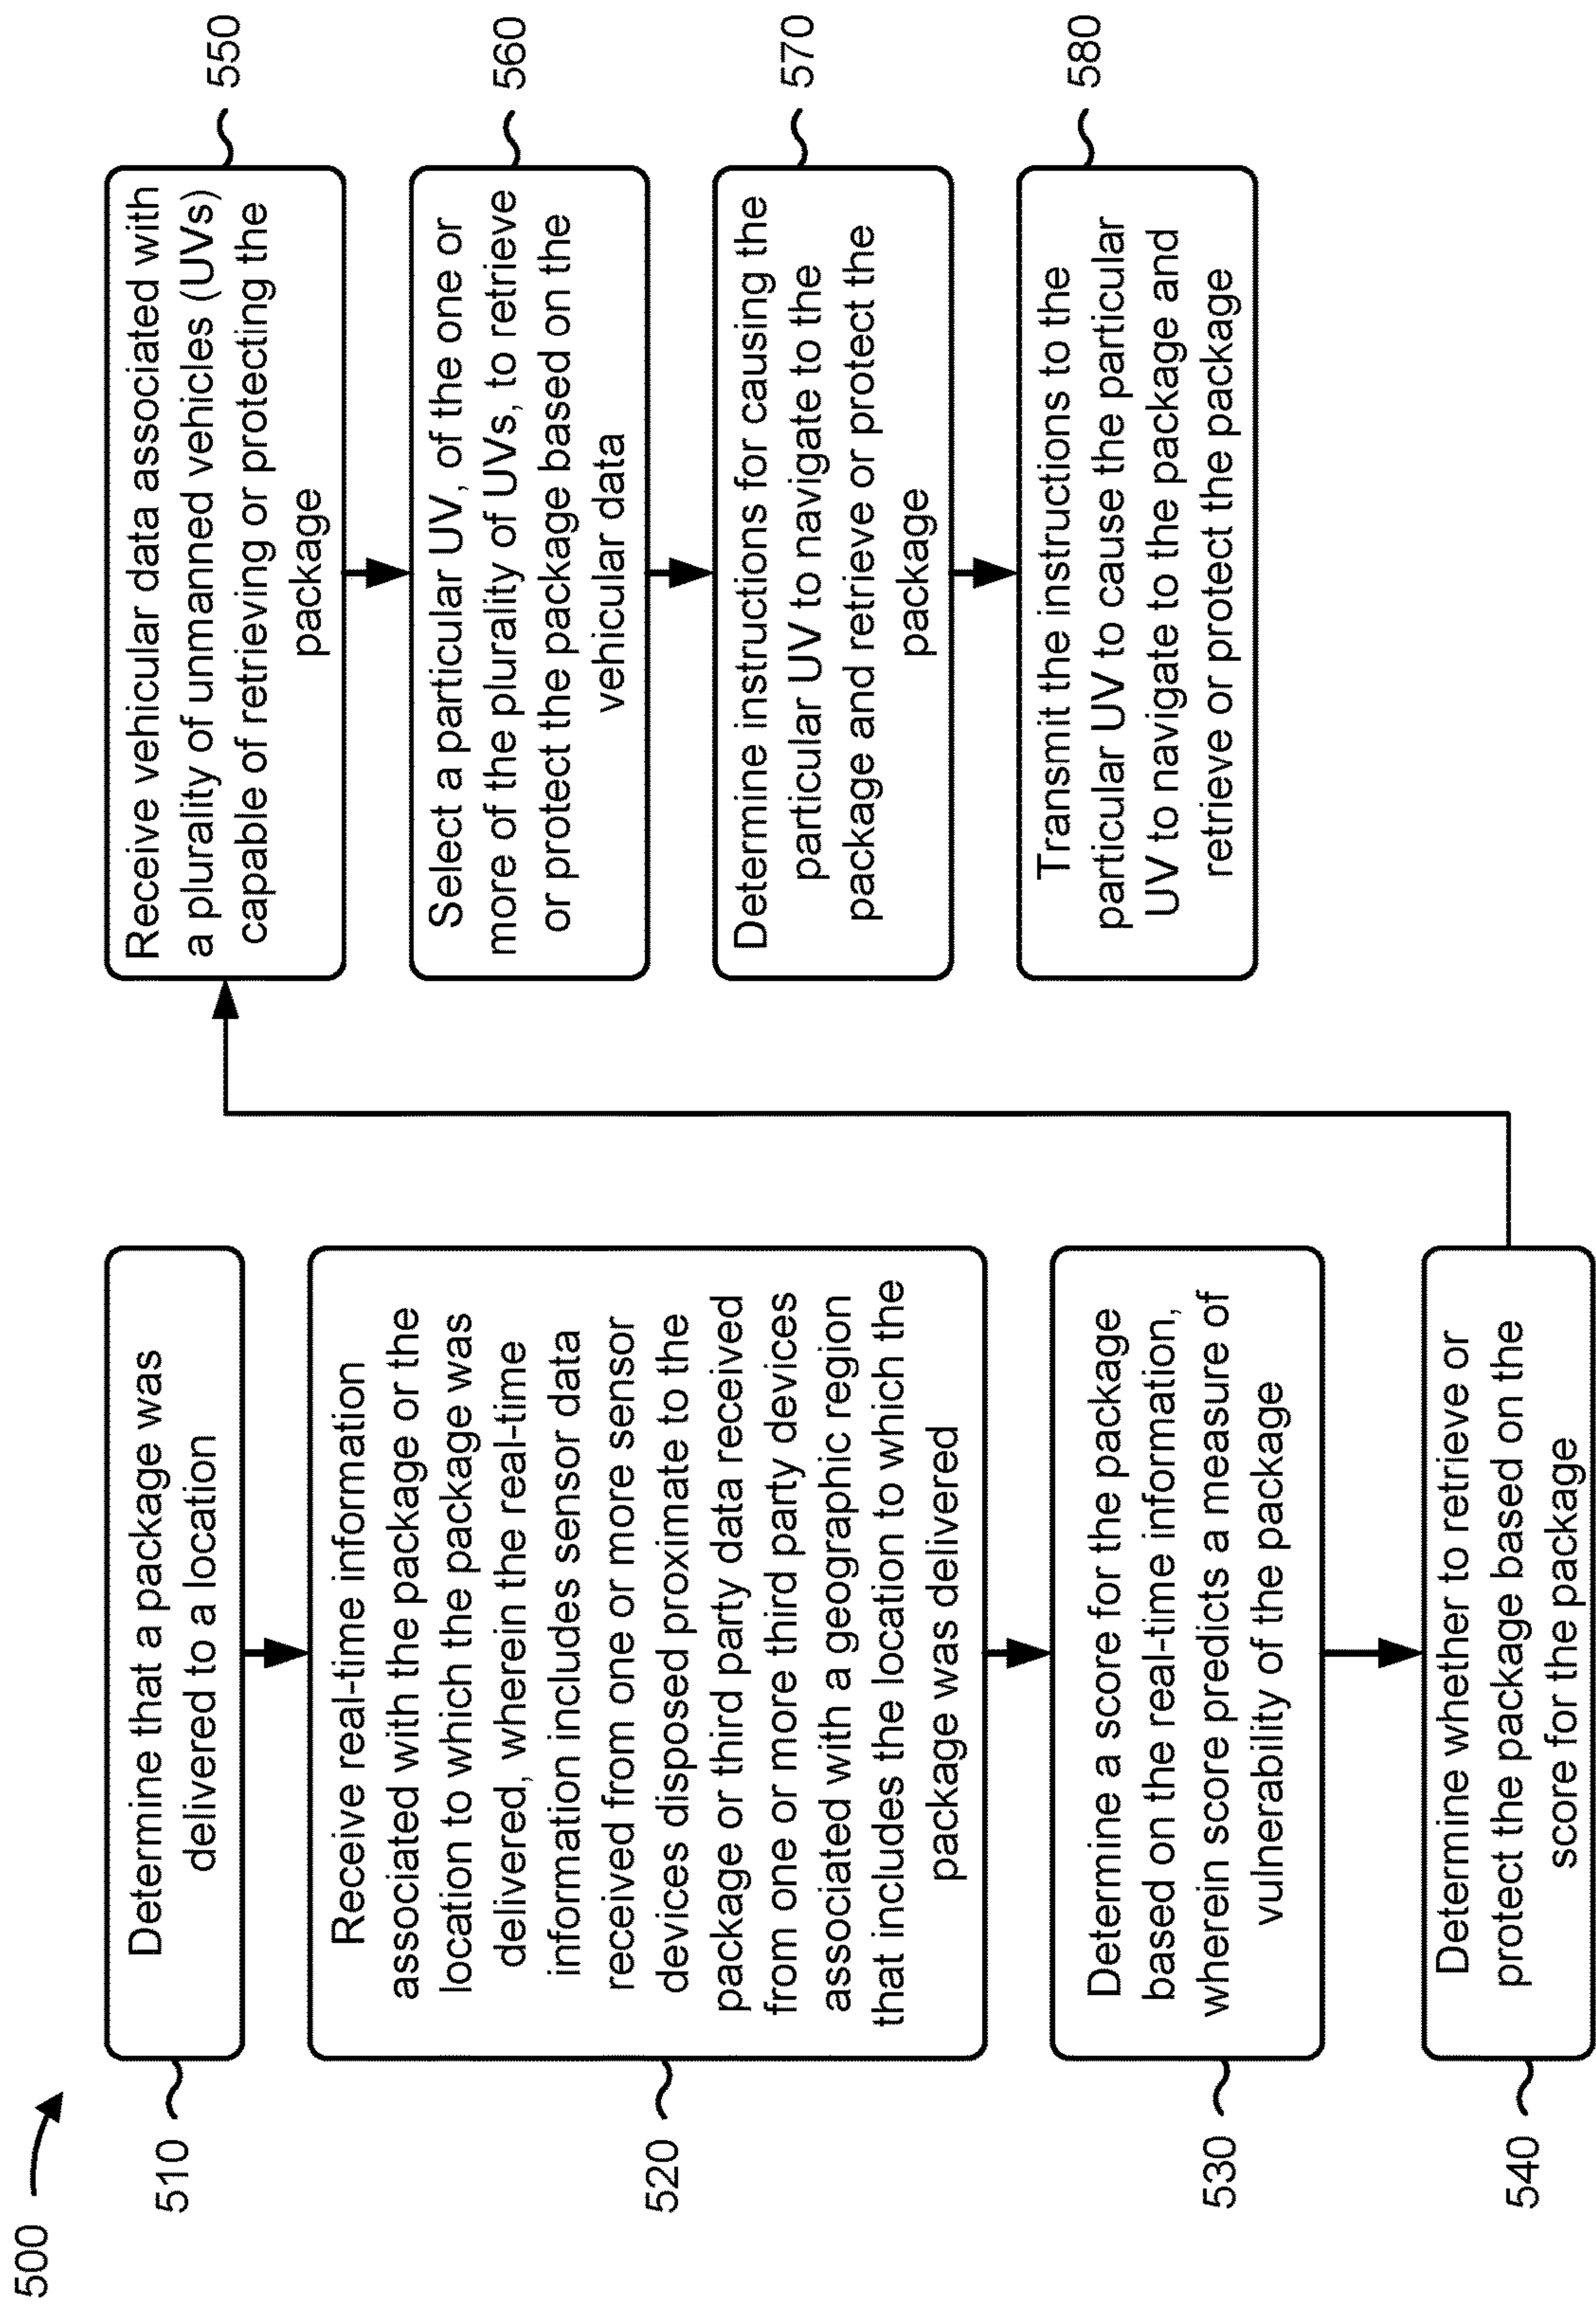 500
510
Determine that a package was
delivered to a location
520
Receive real-time information
associated with the package or the
location to which the package was
delivered, wherein the real-time
information includes sensor data
received from one or more sensor
devices disposed proximate to the
package or third party data received
from one or more third party devices
associated with a geographic region
that includes the location to which the
package was delivered
530
Determine a score for the package
based on the real-time information,
wherein score predicts a measure of
vulnerability of the package
540
Determine whether to retrieve or
protect the package based on the
score for the package
550
Receive vehicular data associated with
a plurality of unmanned vehicles (UVs)
capable of retrieving or protecting the
package
560
Select a particular UV, of the one or
more of the plurality of UVs, to retrieve
or protect the package based on the
vehicular data
570
Determine instructions for causing the
particular UV to navigate to the
package and retrieve or protect the
package
580
Transmit the instructions to the
particular UV to cause the particular
UV to navigate to the package and
retrieve or protect the package